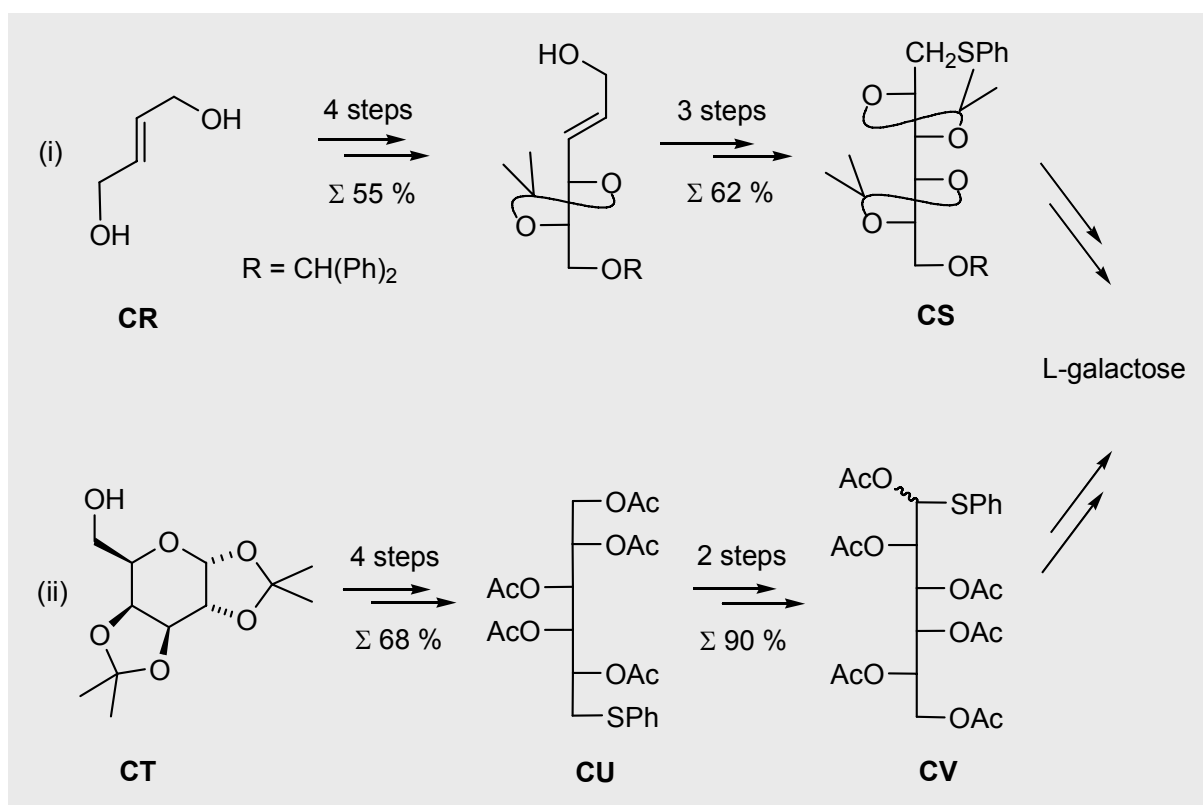 (i)
OH
OH
CR
4 steps
Σ 55 %
R = CH(Ph)2
HO
O
O
OR
3 steps
Σ 62 %
CH2SPh
O
O
O
O
OR
CS
L-galactose
(ii)
OH
O
O
O
O
O
CT
4 steps
Σ 68 %
OAc
OAc
AcO
AcO
OAc
SPh
CU
2 steps
Σ 90 %
AcO
SPh
AcO
OAc
OAc
AcO
OAc
CV